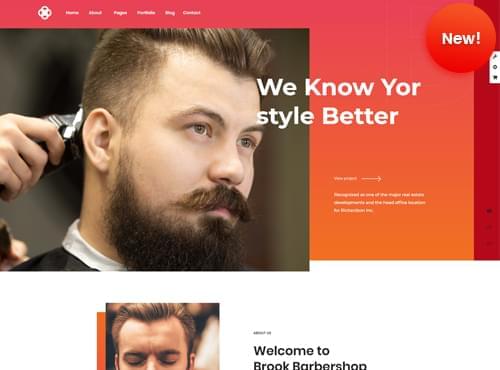 Home About Pages Portfolio Blog Contact
New!
We Know Yor
style Better
View project
Recognized as one of the major real estate
developments and the head office location
for Richardson Inc.
ABOUT US
Welcome to
Brook Barbershop